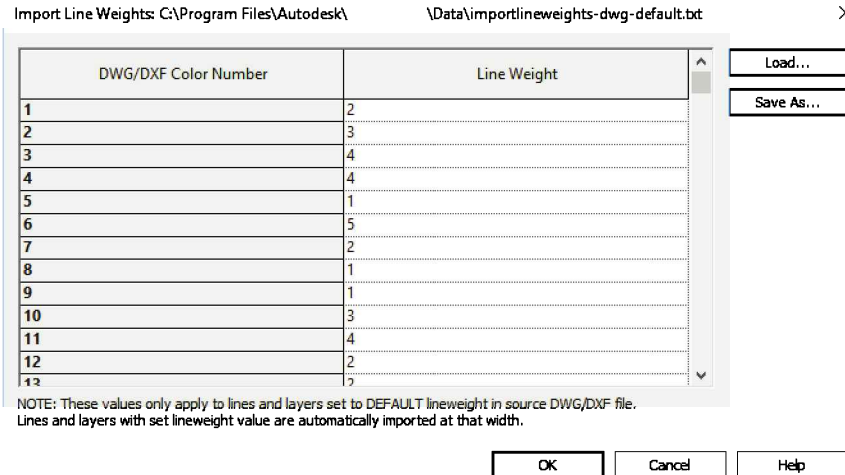 Import Line Weights: C:\Program Files\Autodesk\ \Data\importlineweights-dwg-default.txt
DWG/DXF Color Number Line Weight
1 2
2 3
3 4
4 4
5 1
6 5
7 2
8 1
9 1
10 3
11 4
12 2
13 2
Load...
Save As...
NOTE: These values only apply to lines and layers set to DEFAULT lineweight in source DWG/DXF file.
Lines and layers with set lineweight value are automatically imported at that width.
OK Cancel Help